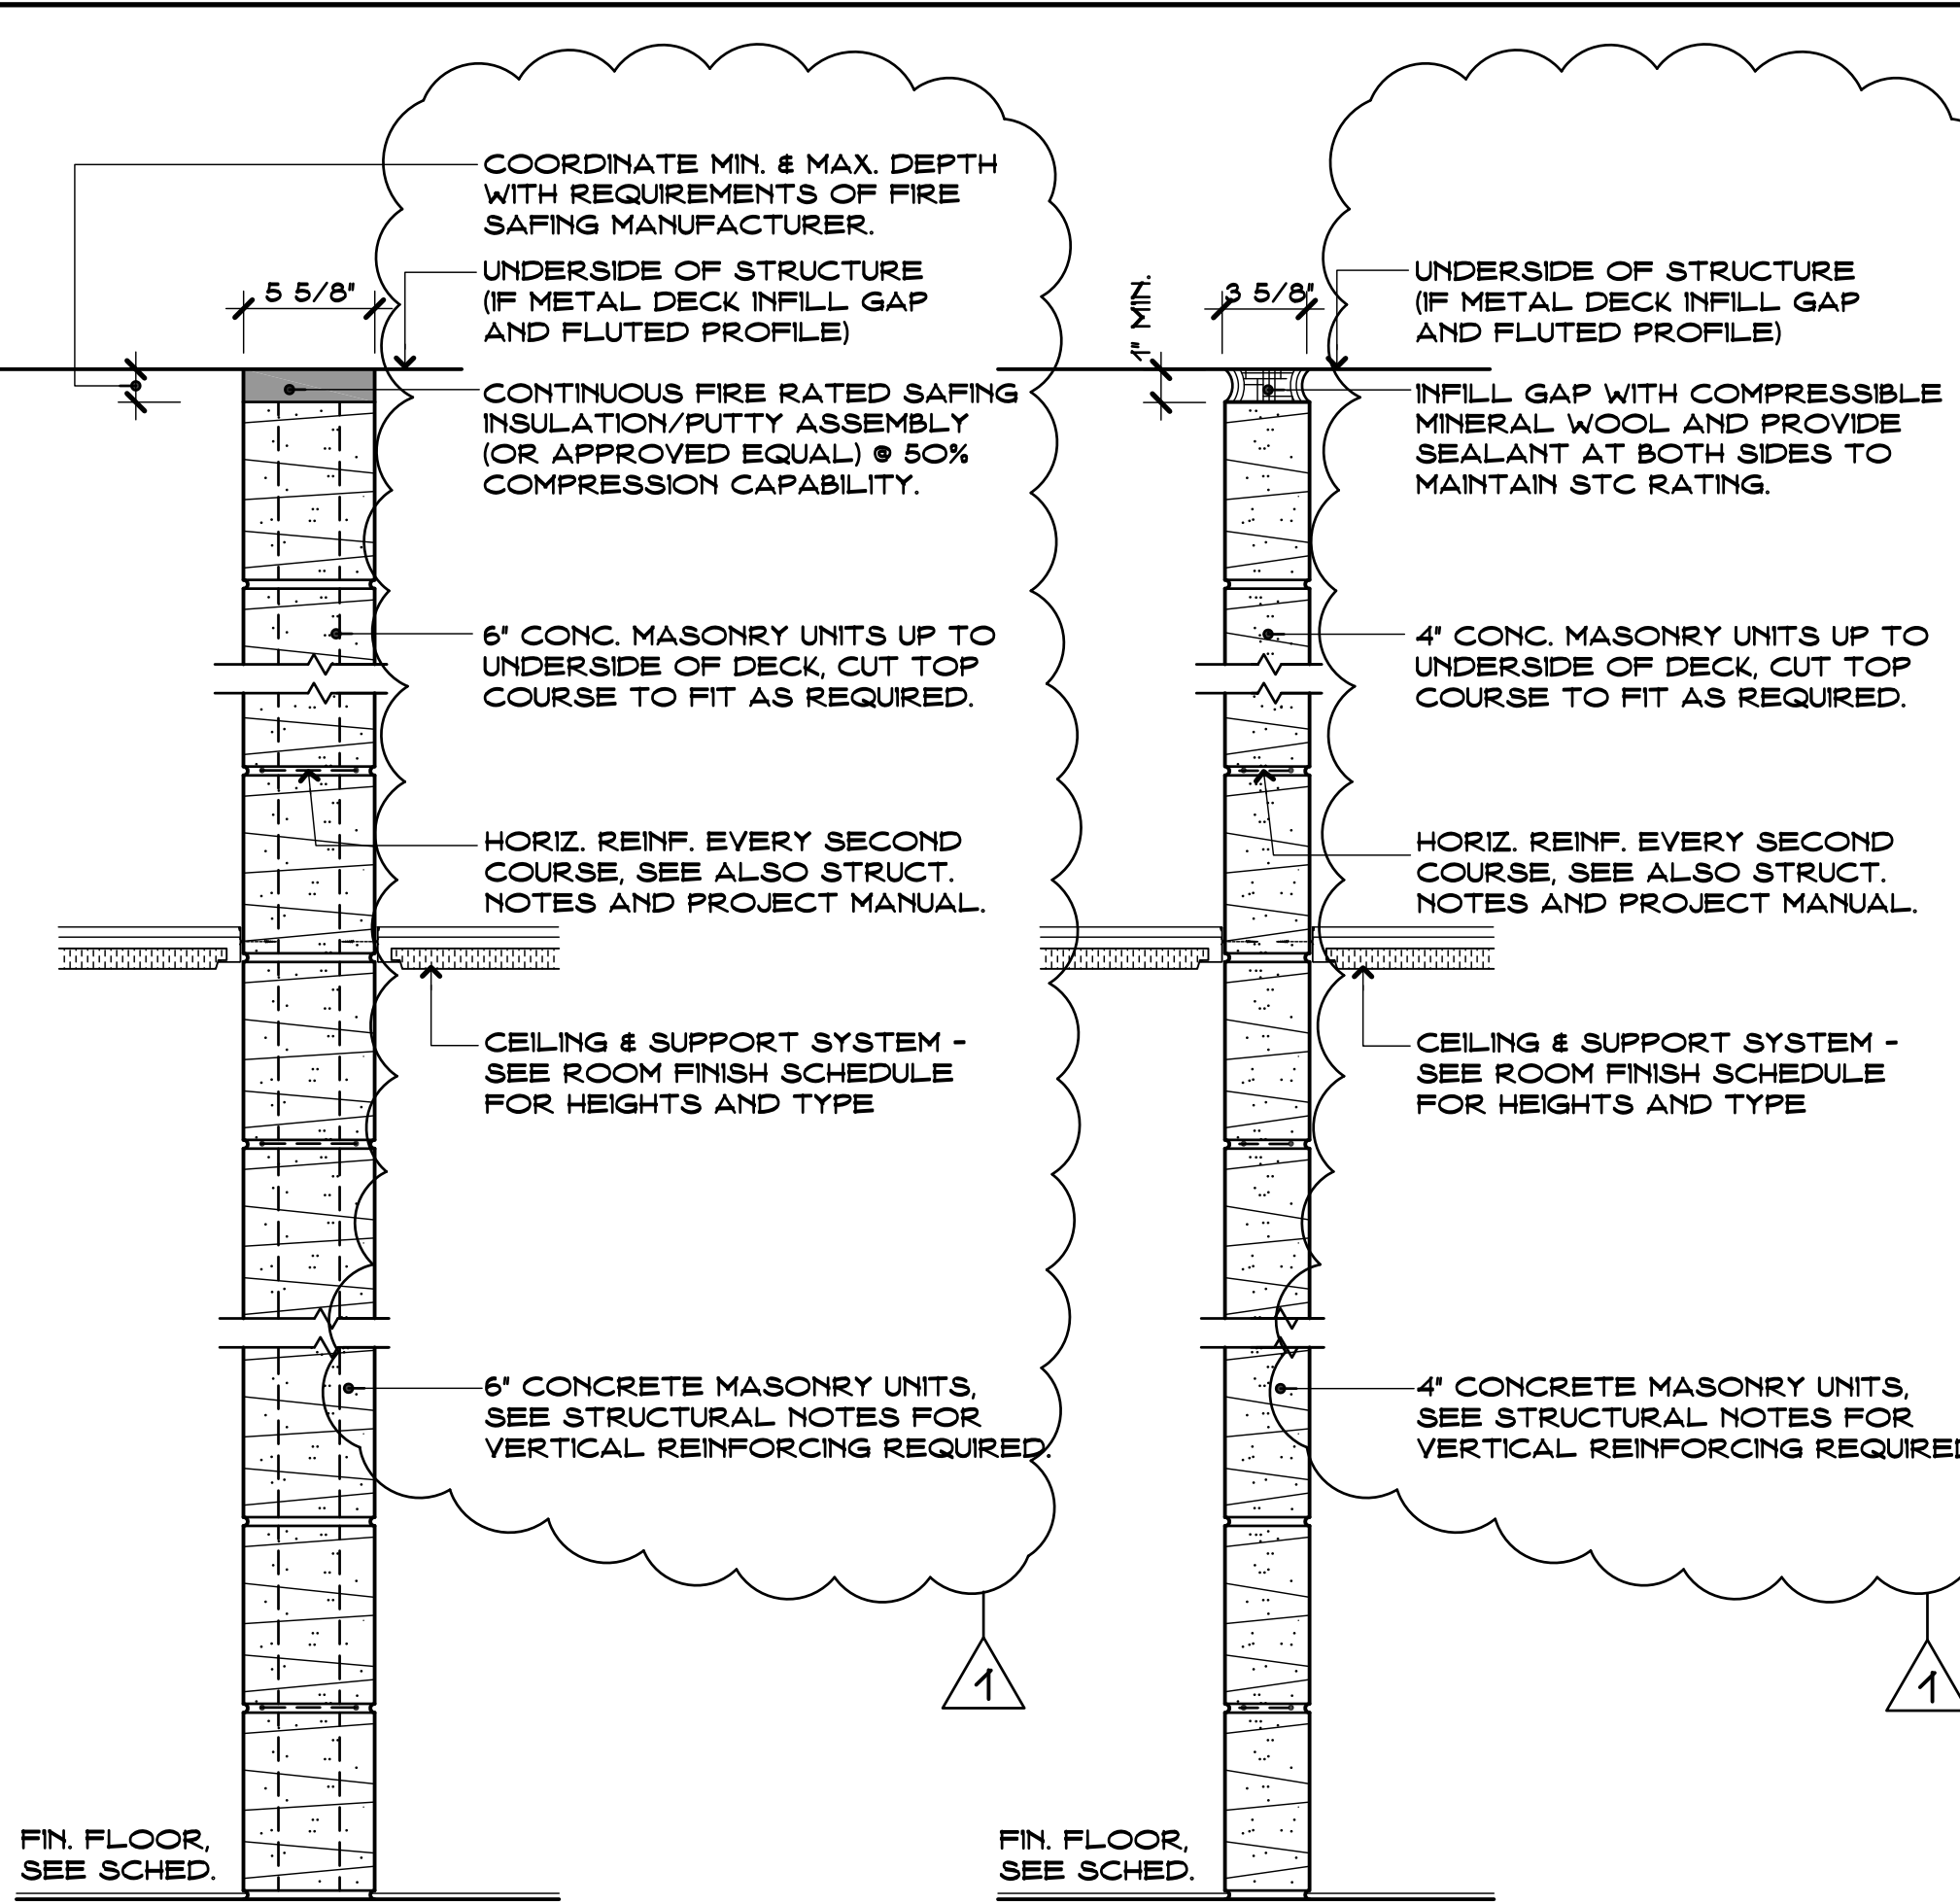 COORDINATE MIN. & MAX. DEPTH
WITH REQUIREMENTS OF FIRE
SAFING MANUFACTURER.
5 5/8"
UNDERSIDE OF STRUCTURE
(IF METAL DECK INFILL GAP
AND FLUTED PROFILE)
CONTINUOUS FIRE RATED SAFING
INSULATION/PUTTY ASSEMBLY
(OR APPROVED EQUAL) @ 50%
COMPRESSION CAPABILITY.
6" CONC. MASONRY UNITS UP TO
UNDERSIDE OF DECK, CUT TOP
COURSE TO FIT AS REQUIRED.
HORIZ. REINF. EVERY SECOND
COURSE, SEE ALSO STRUCT.
NOTES AND PROJECT MANUAL.
CEILING & SUPPORT SYSTEM -
SEE ROOM FINISH SCHEDULE
FOR HEIGHTS AND TYPE
6" CONCRETE MASONRY UNITS,
SEE STRUCTURAL NOTES FOR
VERTICAL REINFORCING REQUIRED.
1
FIN. FLOOR,
SEE SCHED.
1" MIN.
3 5/8"
UNDERSIDE OF STRUCTURE
(IF METAL DECK INFILL GAP
AND FLUTED PROFILE)
INFILL GAP WITH COMPRESSIBLE
MINERAL WOOL AND PROVIDE
SEALANT AT BOTH SIDES TO
MAINTAIN STC RATING.
4" CONC. MASONRY UNITS UP TO
UNDERSIDE OF DECK, CUT TOP
COURSE TO FIT AS REQUIRED.
HORIZ. REINF. EVERY SECOND
COURSE, SEE ALSO STRUCT.
NOTES AND PROJECT MANUAL.
CEILING & SUPPORT SYSTEM -
SEE ROOM FINISH SCHEDULE
FOR HEIGHTS AND TYPE
4" CONCRETE MASONRY UNITS,
SEE STRUCTURAL NOTES FOR
VERTICAL REINFORCING REQUIRED
1
FIN. FLOOR,
SEE SCHED.